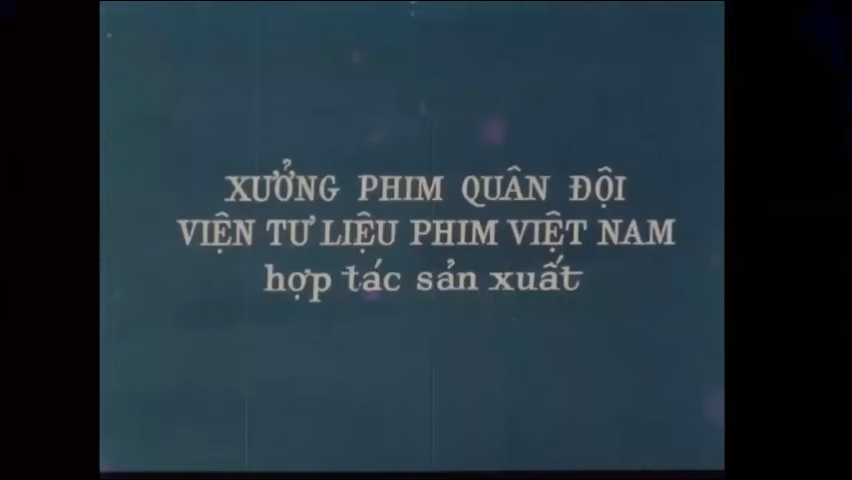 XƯỞNG PHIM QUÂN ĐỘI
VIỆN TƯ LIỆU PHIM VIỆT NAM
hợp tác sản xuất